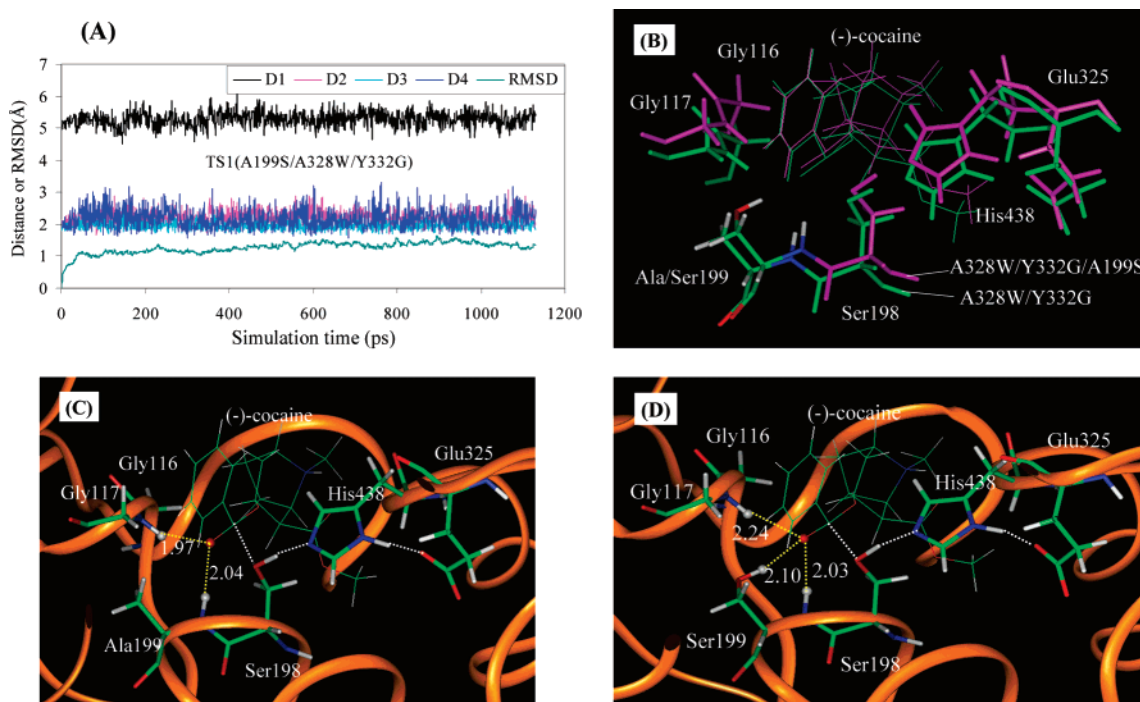 (A)
D1 D2 D3 D4 RMSD
TS1(A199S/A328W/Y332G)
Distance or RMSD(Å)
7
6
5
4
3
2
1
0
0 200 400 600 800 1000 1200
Simulation time (ps)
(B)
(-)-cocaine
Gly116
Glu325
Gly117
His438
Ala/Ser199
A328W/Y332G/A199S
A328W/Y332G
Ser198
(C)
(-)-cocaine
Gly116
Glu325
Gly117
His438
1.97
2.04
Ala199
Ser198
(D)
(-)-cocaine
Gly116
Glu325
Gly117
His438
2.24
2.10
2.03
Ser199
Ser198